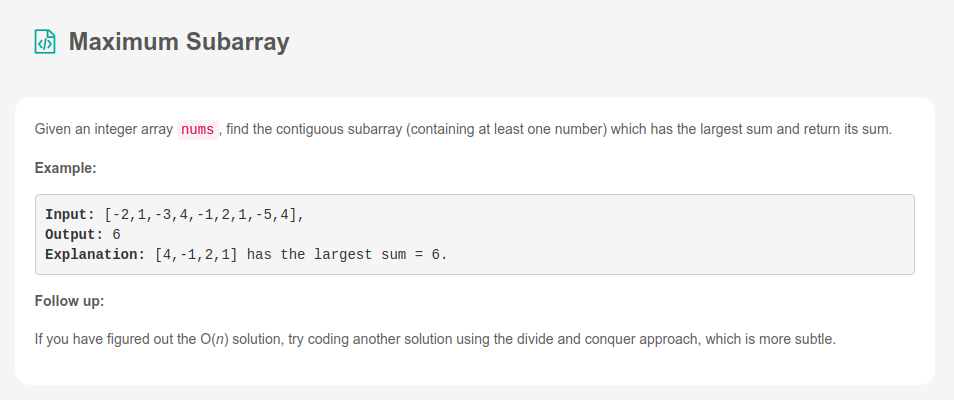 Maximum Subarray
Given an integer array nums , find the contiguous subarray (containing at least one number) which has the largest sum and return its sum.
Example:
Input: [-2,1,-3,4,-1,2,1,-5,4],
Output: 6
Explanation: [4,-1,2,1] has the largest sum = 6.
Follow up:
If you have figured out the O(n) solution, try coding another solution using the divide and conquer approach, which is more subtle.